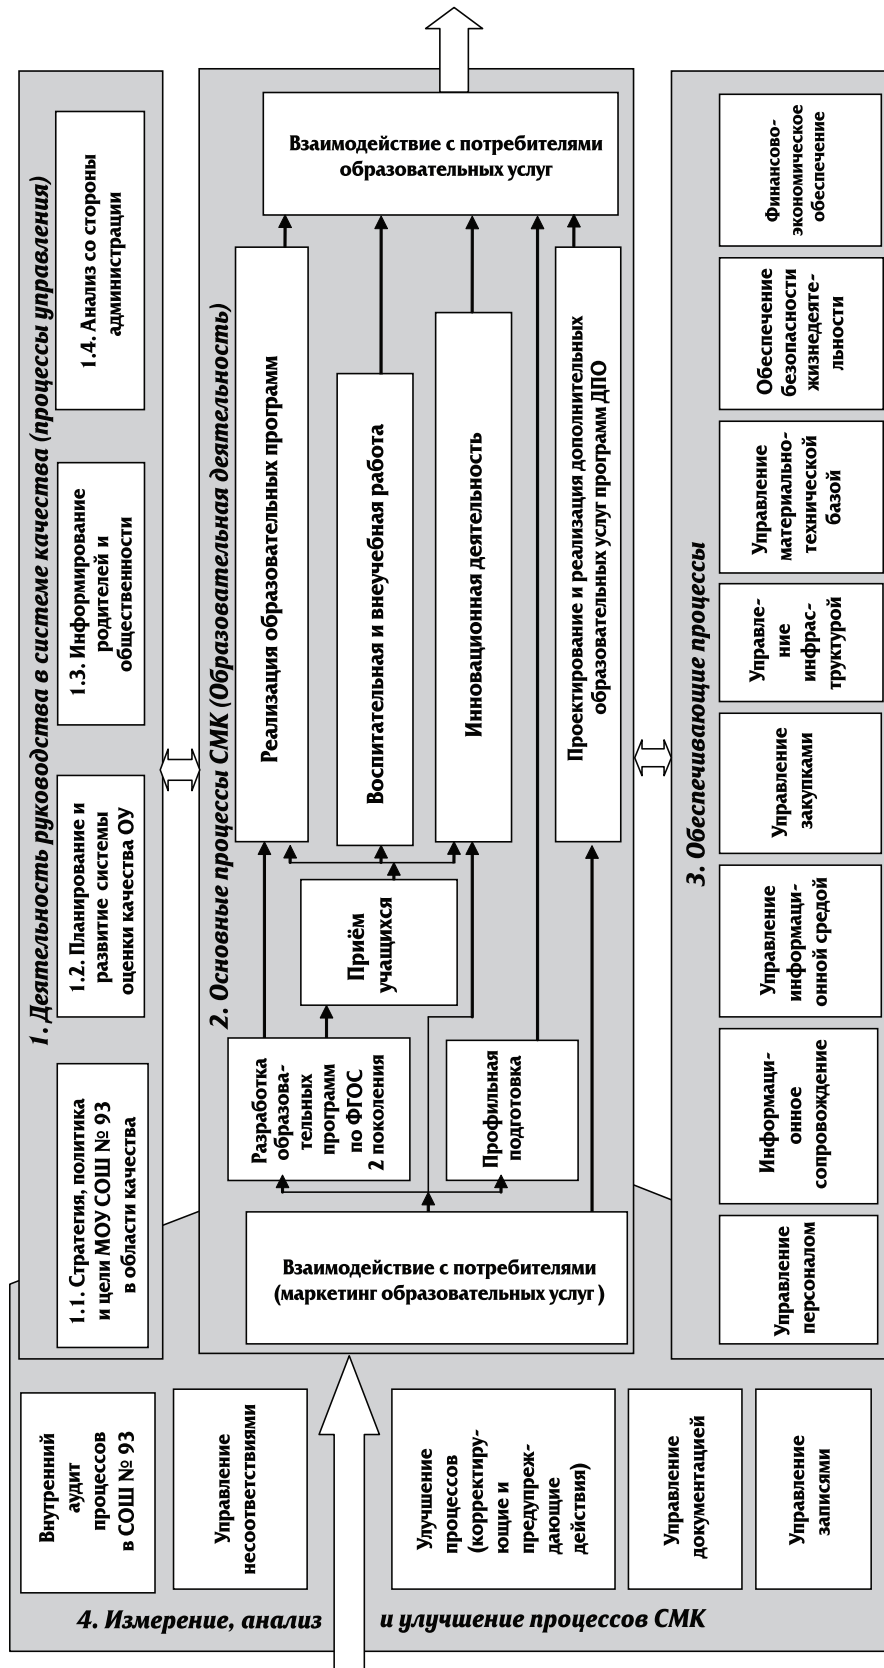 1. Деятельность руководства в системе качества (процессы управления)
1.1. Стратегия, политика
и цели МОУ СОШ № 93
в области качества
1.2. Планирование и
развитие системы
оценки качества ОУ
1.3. Информирование
родителей и
общественности
1.4. Анализ со стороны
администрации
2. Основные процессы СМК (Образовательная деятельность)
Взаимодействие с потребителями
(маркетинг образовательных услуг )
Разработка
образова-
тельных
программ
по ФГОС
2 поколения
Профильная
подготовка
Приём
учащихся
Реализация образовательных программ
Воспитательная и внеучебная работа
Инновационная деятельность
Проектирование и реализация дополнительных
образовательных услуг программ ДПО
Взаимодействие с потребителями
образовательных услуг
3. Обеспечивающие процессы
Управление
персоналом
Информаци-
онное
сопровождение
Управление
информаци-
онной средой
Управление
закупками
Управле-
ние
инфрас-
труктурой
Управление
материально-
технической
базой
Обеспечение
безопасности
жизнедеяте-
льности
Финансово-
экономическое
обеспечение
4. Измерение, анализ и улучшение процессов СМК
Внутренний
аудит
процессов
в СОШ № 93
Управление
несоответствиями
Улучшение
процессов
(корректиру-
ющие и
предупреж-
дающие
действия)
Управление
документацией
Управление
записями